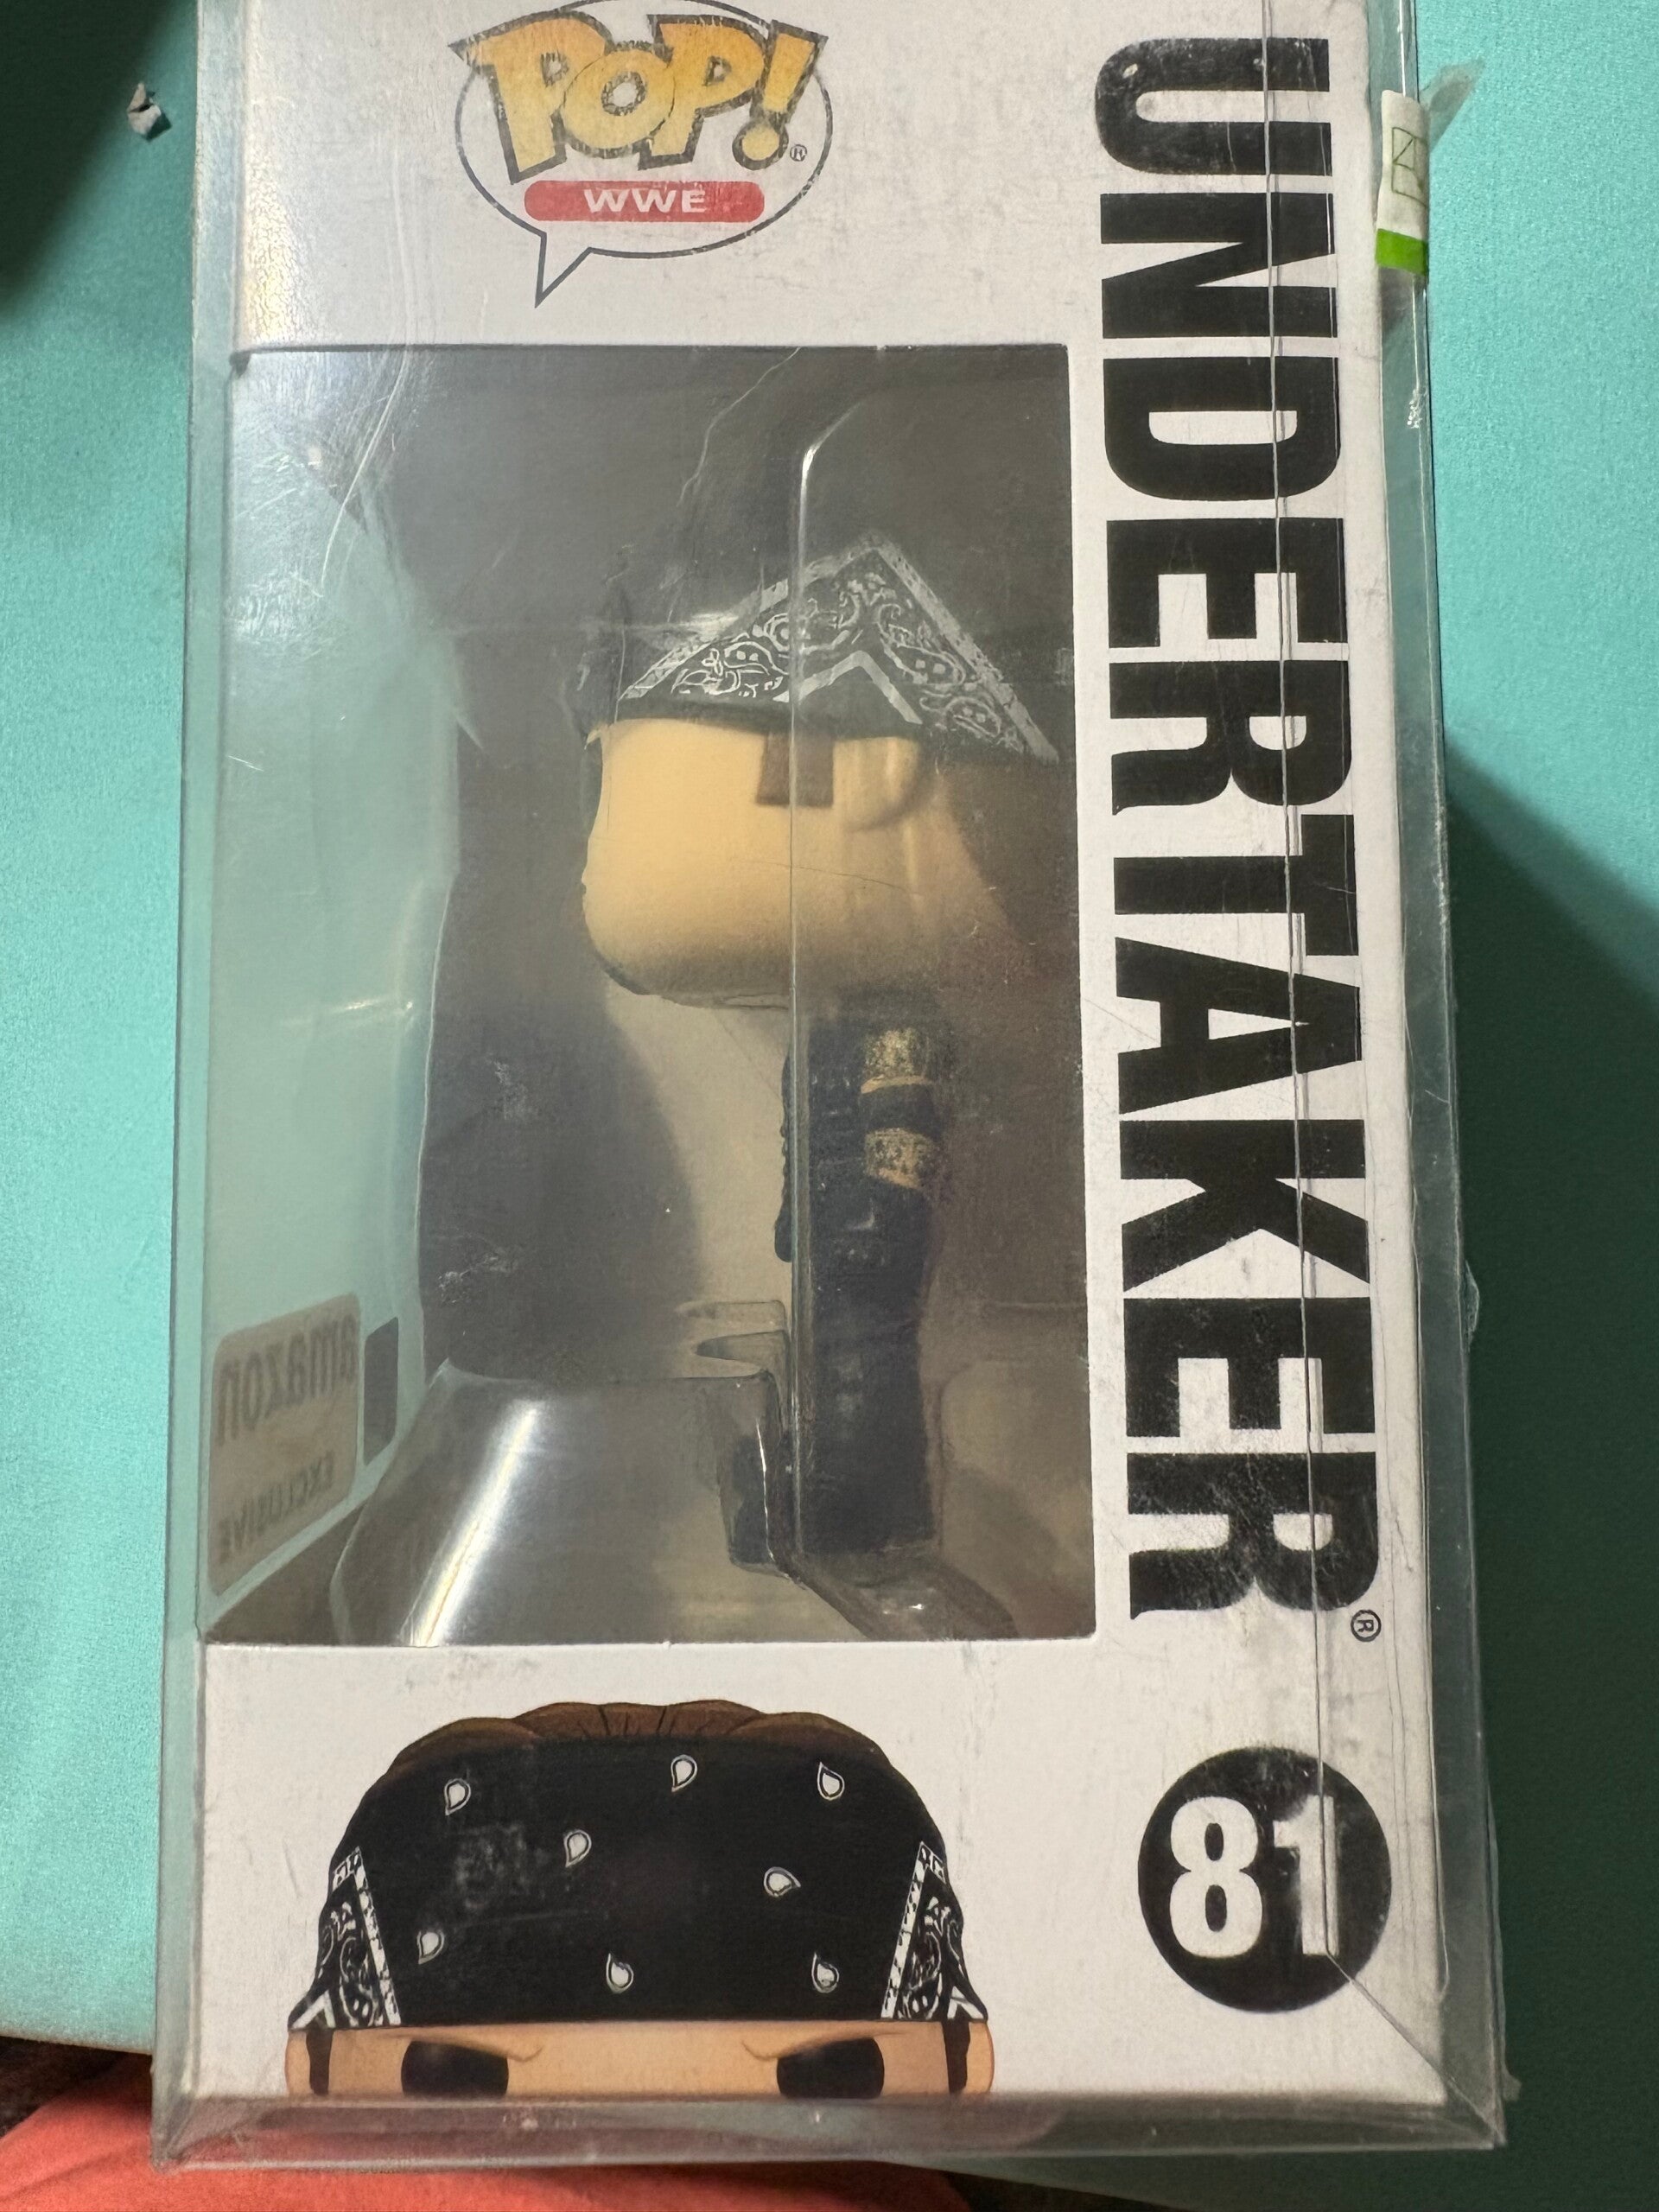 POP!®
WWE
UNDERTAKER®
amazon
EXCLUSIVE
81